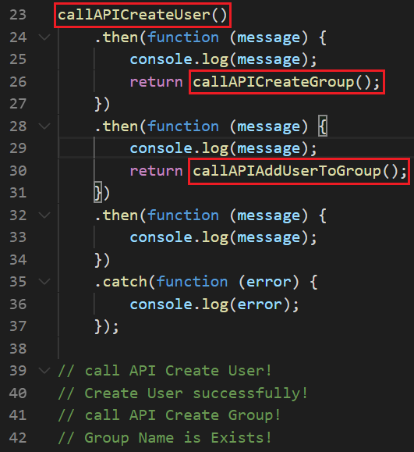 23 callAPICreateUser()
24     .then(function (message) {
25         console.log(message);
26         return callAPICreateGroup();
27     })
28     .then(function (message) {
29         console.log(message);
30         return callAPIAddUserToGroup();
31     })
32     .then(function (message) {
33         console.log(message);
34     })
35     .catch(function (error) {
36         console.log(error);
37     });
38
39 // call API Create User!
40 // Create User successfully!
41 // call API Create Group!
42 // Group Name is Exists!